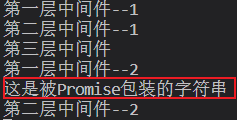 第一层中间件--1
第二层中间件--1
第三层中间件
第一层中间件--2
这是被Promise包装的字符串
第二层中间件--2